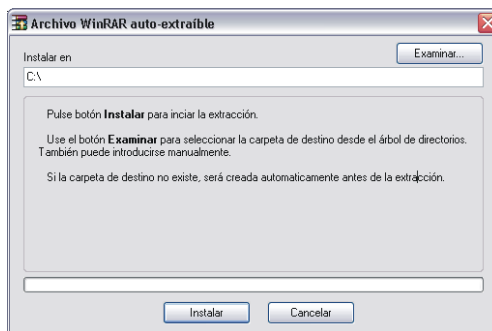 Archivo WinRAR auto-extraíble
Instalar en
Examinar...
C:\
Pulse botón Instalar para inciar la extracción.
Use el botón Examinar para seleccionar la carpeta de destino desde el árbol de directorios.
También puede introducirse manualmente.
Si la carpeta de destino no existe, será creada automaticamente antes de la extracción.
Instalar
Cancelar